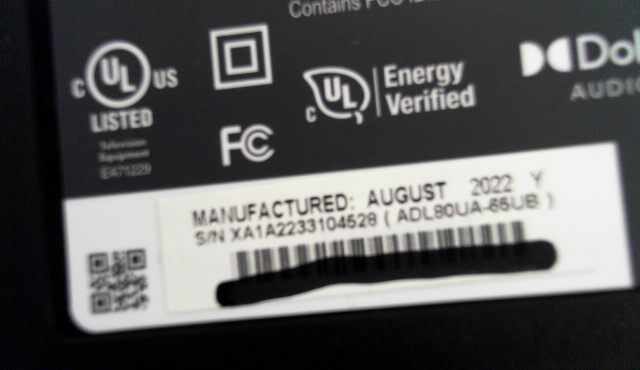 Contains FCC ID
C UL US
LISTED
Television
Equipment
E471229
FC
C UL
Energy
Verified
Dol
AUDIO
MANUFACTURED: AUGUST 2022 Y
S/N XA1A2233104528 ( ADL80UA-65UB )